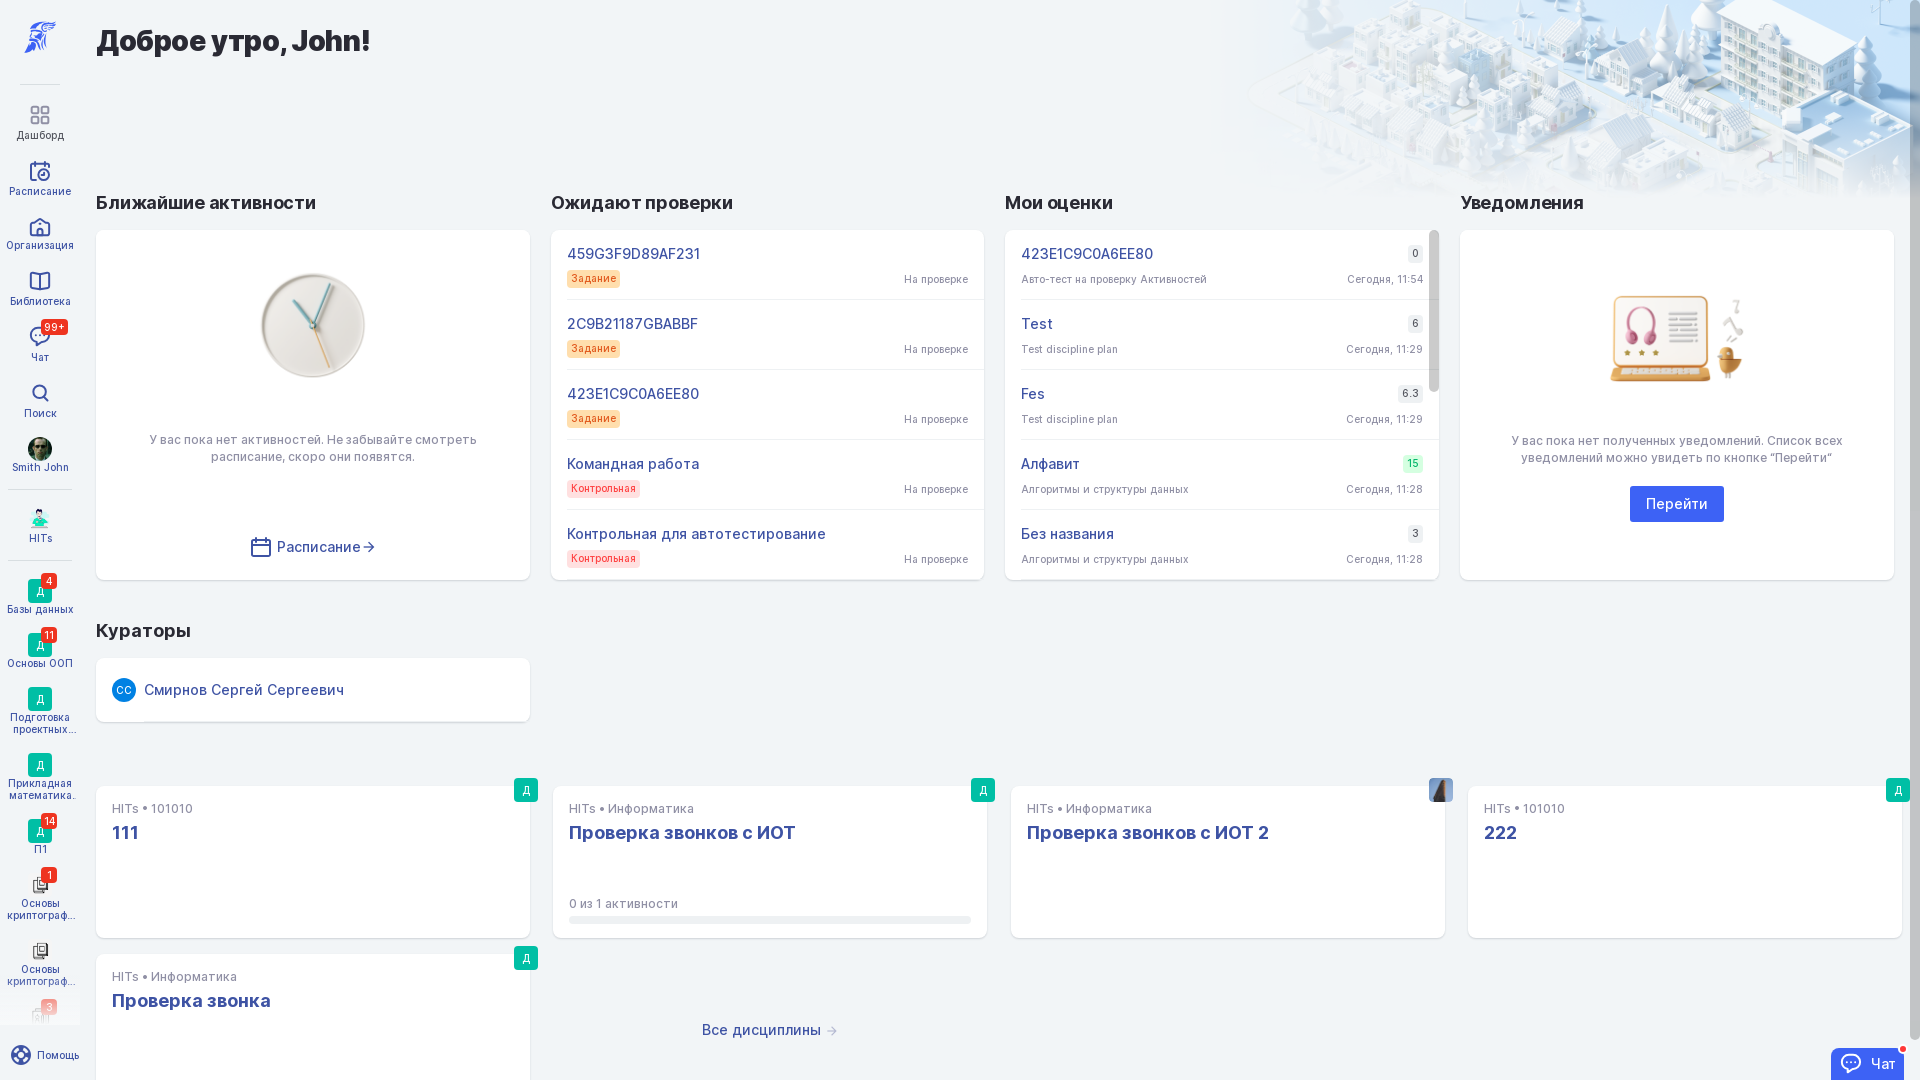 Доброе утро, John!
Дашборд
Расписание
Организация
Библиотека
99+
Чат
Поиск
Smith John
HITs
4
Д
Базы данных
11
Д
Основы ООП
Д
Подготовка
проектных...
Д
Прикладная
математика.
14
Д
П1
1
Основы
криптограф...
Основы
криптограф...
3
Помощь
Ближайшие активности
У вас пока нет активностей. Не забывайте смотреть
расписание, скоро они появятся.
Расписание
Ожидают проверки
459G3F9D89AF231
Задание
На проверке
2C9B21187GBABBF
Задание
На проверке
423E1C9C0A6EE80
Задание
На проверке
Командная работа
Контрольная
На проверке
Контрольная для автотестирование
Контрольная
На проверке
Мои оценки
423E1C9C0A6EE80
0
Авто-тест на проверку Активностей
Сегодня, 11:54
Test
6
Test discipline plan
Сегодня, 11:29
Fes
6.3
Test discipline plan
Сегодня, 11:29
Алфавит
15
Алгоритмы и структуры данных
Сегодня, 11:28
Без названия
3
Алгоритмы и структуры данных
Сегодня, 11:28
Уведомления
У вас пока нет полученных уведомлений. Список всех
уведомлений можно увидеть по кнопке “Перейти”
Перейти
Кураторы
СС
Смирнов Сергей Сергеевич
Д
HITs • 101010
111
Д
HITs • Информатика
Проверка звонков с ИОТ
0 из 1 активности
HITs • Информатика
Проверка звонков с ИОТ 2
Д
HITs • 101010
222
Д
HITs • Информатика
Проверка звонка
Все дисциплины
Чат